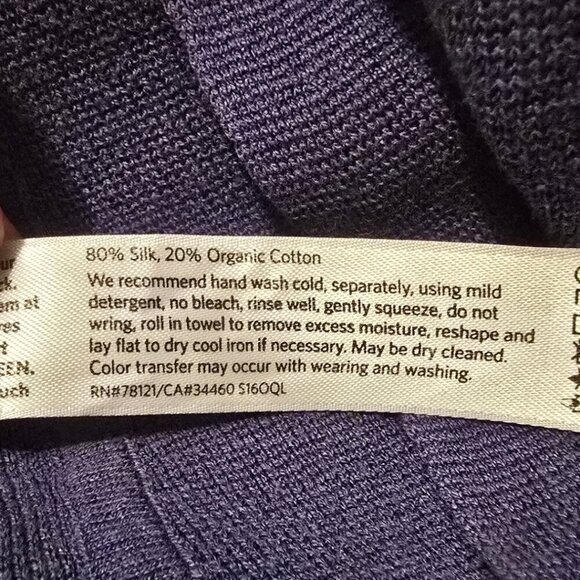 80% Silk, 20% Organic Cotton
We recommend hand wash cold, separately, using mild
detergent, no bleach, rinse well, gently squeeze, do not
wring, roll in towel to remove excess moisture, reshape and
lay flat to dry cool iron if necessary. May be dry cleaned.
Color transfer may occur with wearing and washing.
RN#78121/CA#34460 S16OQL
em at
EEN.